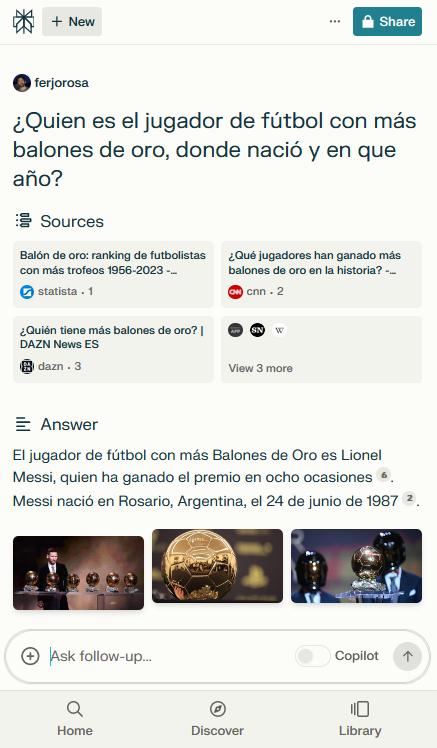 New
···
Share
ferjorosa
¿Quien es el jugador de fútbol con más
balones de oro, donde nació y en que
año?
Sources
Balón de oro: ranking de futbolistas
con más trofeos 1956-2023 -...
statista · 1
¿Qué jugadores han ganado más
balones de oro en la historia? -...
cnn · 2
¿Quién tiene más balones de oro? |
DAZN News ES
dazn · 3
SN W
View 3 more
Answer
El jugador de fútbol con más Balones de Oro es Lionel
Messi, quien ha ganado el premio en ocho ocasiones 6 .
Messi nació en Rosario, Argentina, el 24 de junio de 1987 2 .
Ask follow-up...
Copilot
Home
Discover
Library